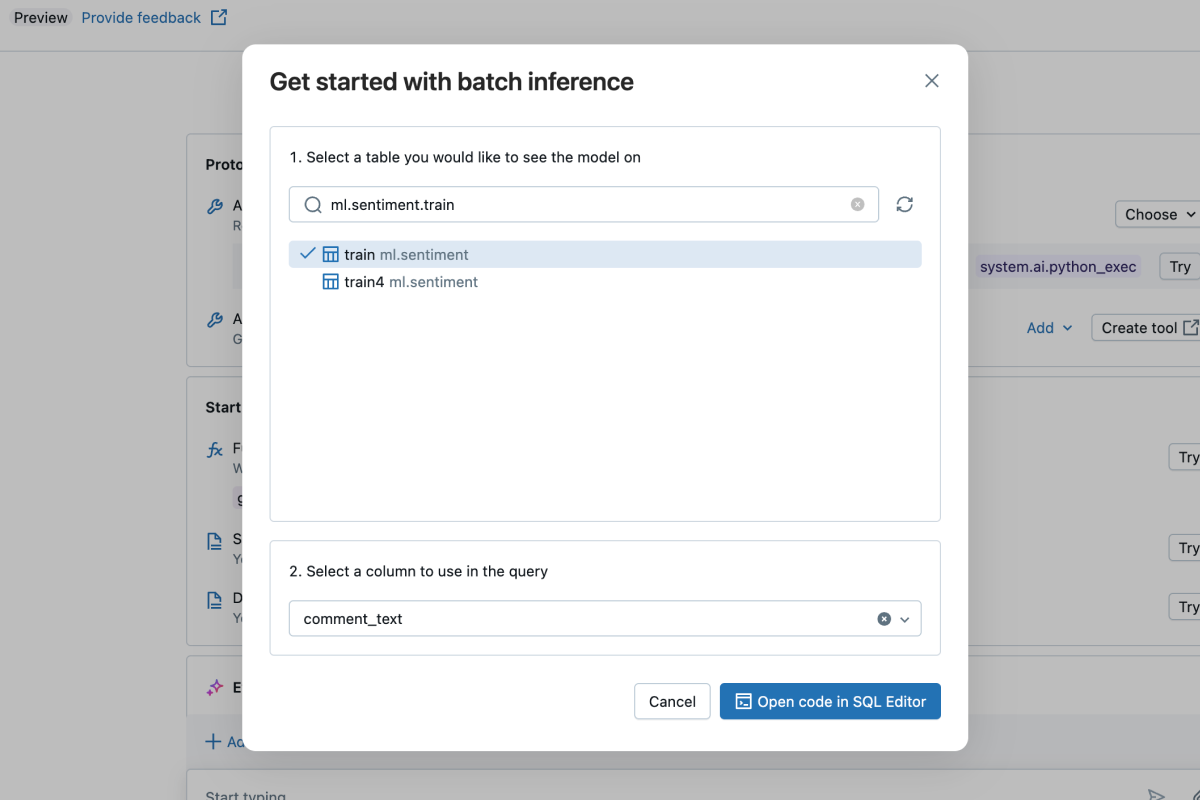 Preview Provide feedback
Get started with batch inference
1. Select a table you would like to see the model on
ml.sentiment.train
train ml.sentiment
train4 ml.sentiment
2. Select a column to use in the query
comment_text
Cancel Open code in SQL Editor
Choose
system.ai.python_exec Try
Add Create tool
Start
Try
Try
Try
Start typing